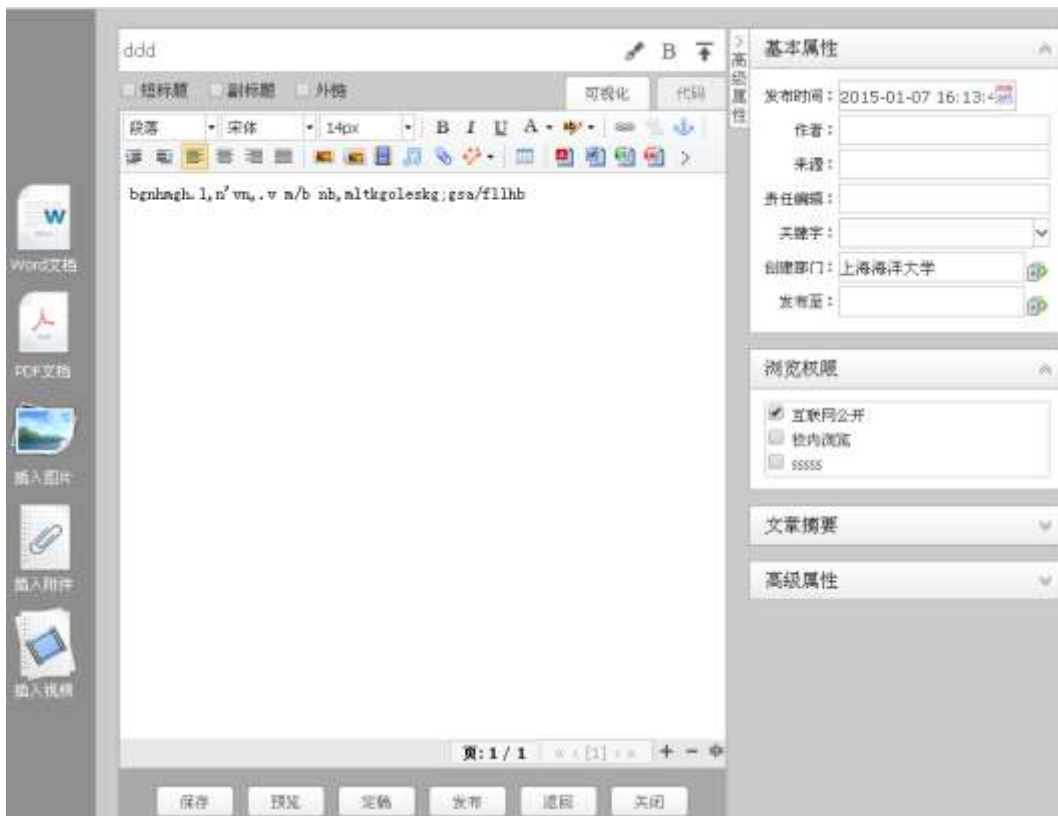 ddd
B
短标题 副标题 外链
可视化 代码
段落 宋体 14px B I U A
bgnhmgh.l,n'vn,.v m/b nb,mltkgoleskg;gsa/fllhb
Word文档
PDF文档
插入图片
插入附件
插入视频
页: 1 / 1 « ‹ [1] › » + -
保存 预览 定稿 发布 退回 关闭
高级属性
基本属性
发布时间：2015-01-07 16:13:4
作者：
来源：
责任编辑：
关键字：
创建部门：上海海洋大学
发布至：
浏览权限
互联网公开
校内浏览
sssss
文章摘要
高级属性